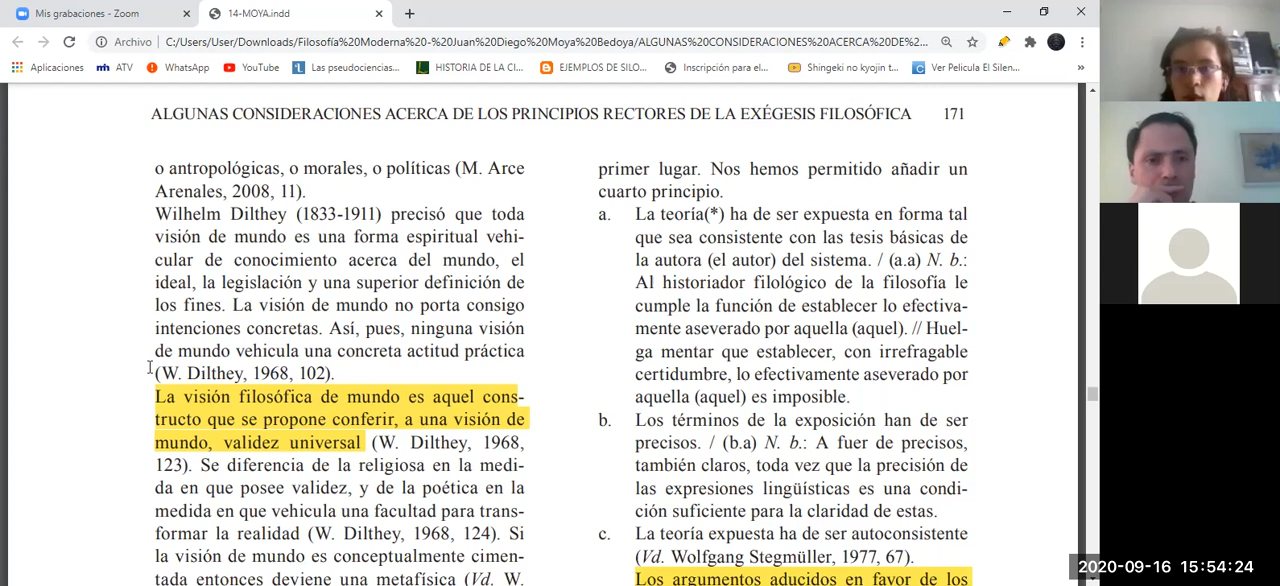 Mis grabaciones - Zoom
14-MOYA.indd
Archivo
C:/Users/User/Downloads/Filosofía%20Moderna%20-%20Juan%20Diego%20Moya%20Bedoya/ALGUNAS%20CONSIDERACIONES%20ACERCA%20DE%2...
Aplicaciones
mh ATV
WhatsApp
YouTube
Las pseudociencias...
HISTORIA DE LA CI...
EJEMPLOS DE SILO...
Inscripción para el...
Shingeki no kyojin t...
Ver Pelicula El Silen...
»
ALGUNAS CONSIDERACIONES ACERCA DE LOS PRINCIPIOS RECTORES DE LA EXÉGESIS FILOSÓFICA 171
o antropológicas, o morales, o políticas (M. Arce
Arenales, 2008, 11).
Wilhelm Dilthey (1833-1911) precisó que toda
visión de mundo es una forma espiritual vehi-
cular de conocimiento acerca del mundo, el
ideal, la legislación y una superior definición de
los fines. La visión de mundo no porta consigo
intenciones concretas. Así, pues, ninguna visión
de mundo vehicula una concreta actitud práctica
(W. Dilthey, 1968, 102).
La visión filosófica de mundo es aquel cons-
tructo que se propone conferir, a una visión de
mundo, validez universal (W. Dilthey, 1968,
123). Se diferencia de la religiosa en la medi-
da en que posee validez, y de la poética en la
medida en que vehicula una facultad para trans-
formar la realidad (W. Dilthey, 1968, 124). Si
la visión de mundo es conceptualmente cimen-
tada entonces deviene una metafísica (Vd. W.
primer lugar. Nos hemos permitido añadir un
cuarto principio.
a. La teoría(*) ha de ser expuesta en forma tal
que sea consistente con las tesis básicas de
la autora (el autor) del sistema. / (a.a) N. b.:
Al historiador filológico de la filosofía le
cumple la función de establecer lo efectiva-
mente aseverado por aquella (aquel). // Huel-
ga mentar que establecer, con irrefragable
certidumbre, lo efectivamente aseverado por
aquella (aquel) es imposible.
b. Los términos de la exposición han de ser
precisos. / (b.a) N. b.: A fuer de precisos,
también claros, toda vez que la precisión de
las expresiones lingüísticas es una condi-
ción suficiente para la claridad de estas.
c. La teoría expuesta ha de ser autoconsistente
(Vd. Wolfgang Stegmüller, 1977, 67).
Los argumentos aducidos en favor de los
2020-09-16 15:54:24